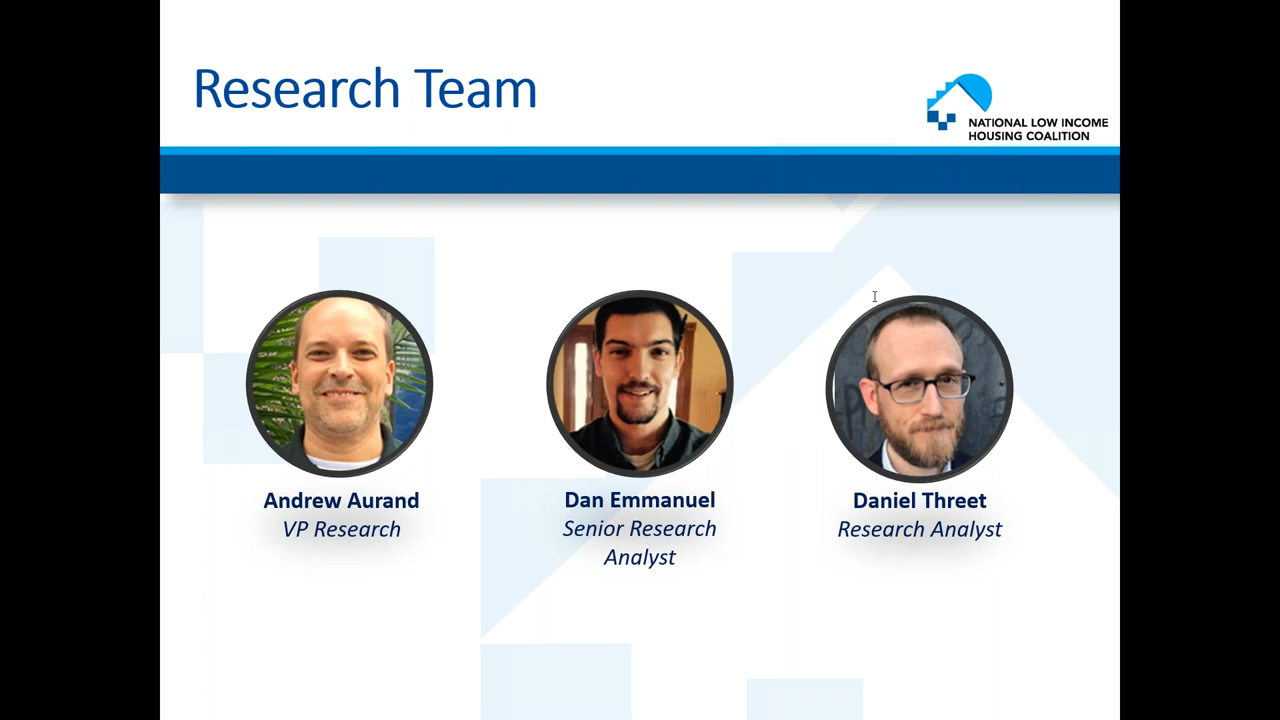 Research Team
NATIONAL LOW INCOME
HOUSING COALITION
Andrew Aurand
VP Research
Dan Emmanuel
Senior Research
Analyst
Daniel Threet
Research Analyst